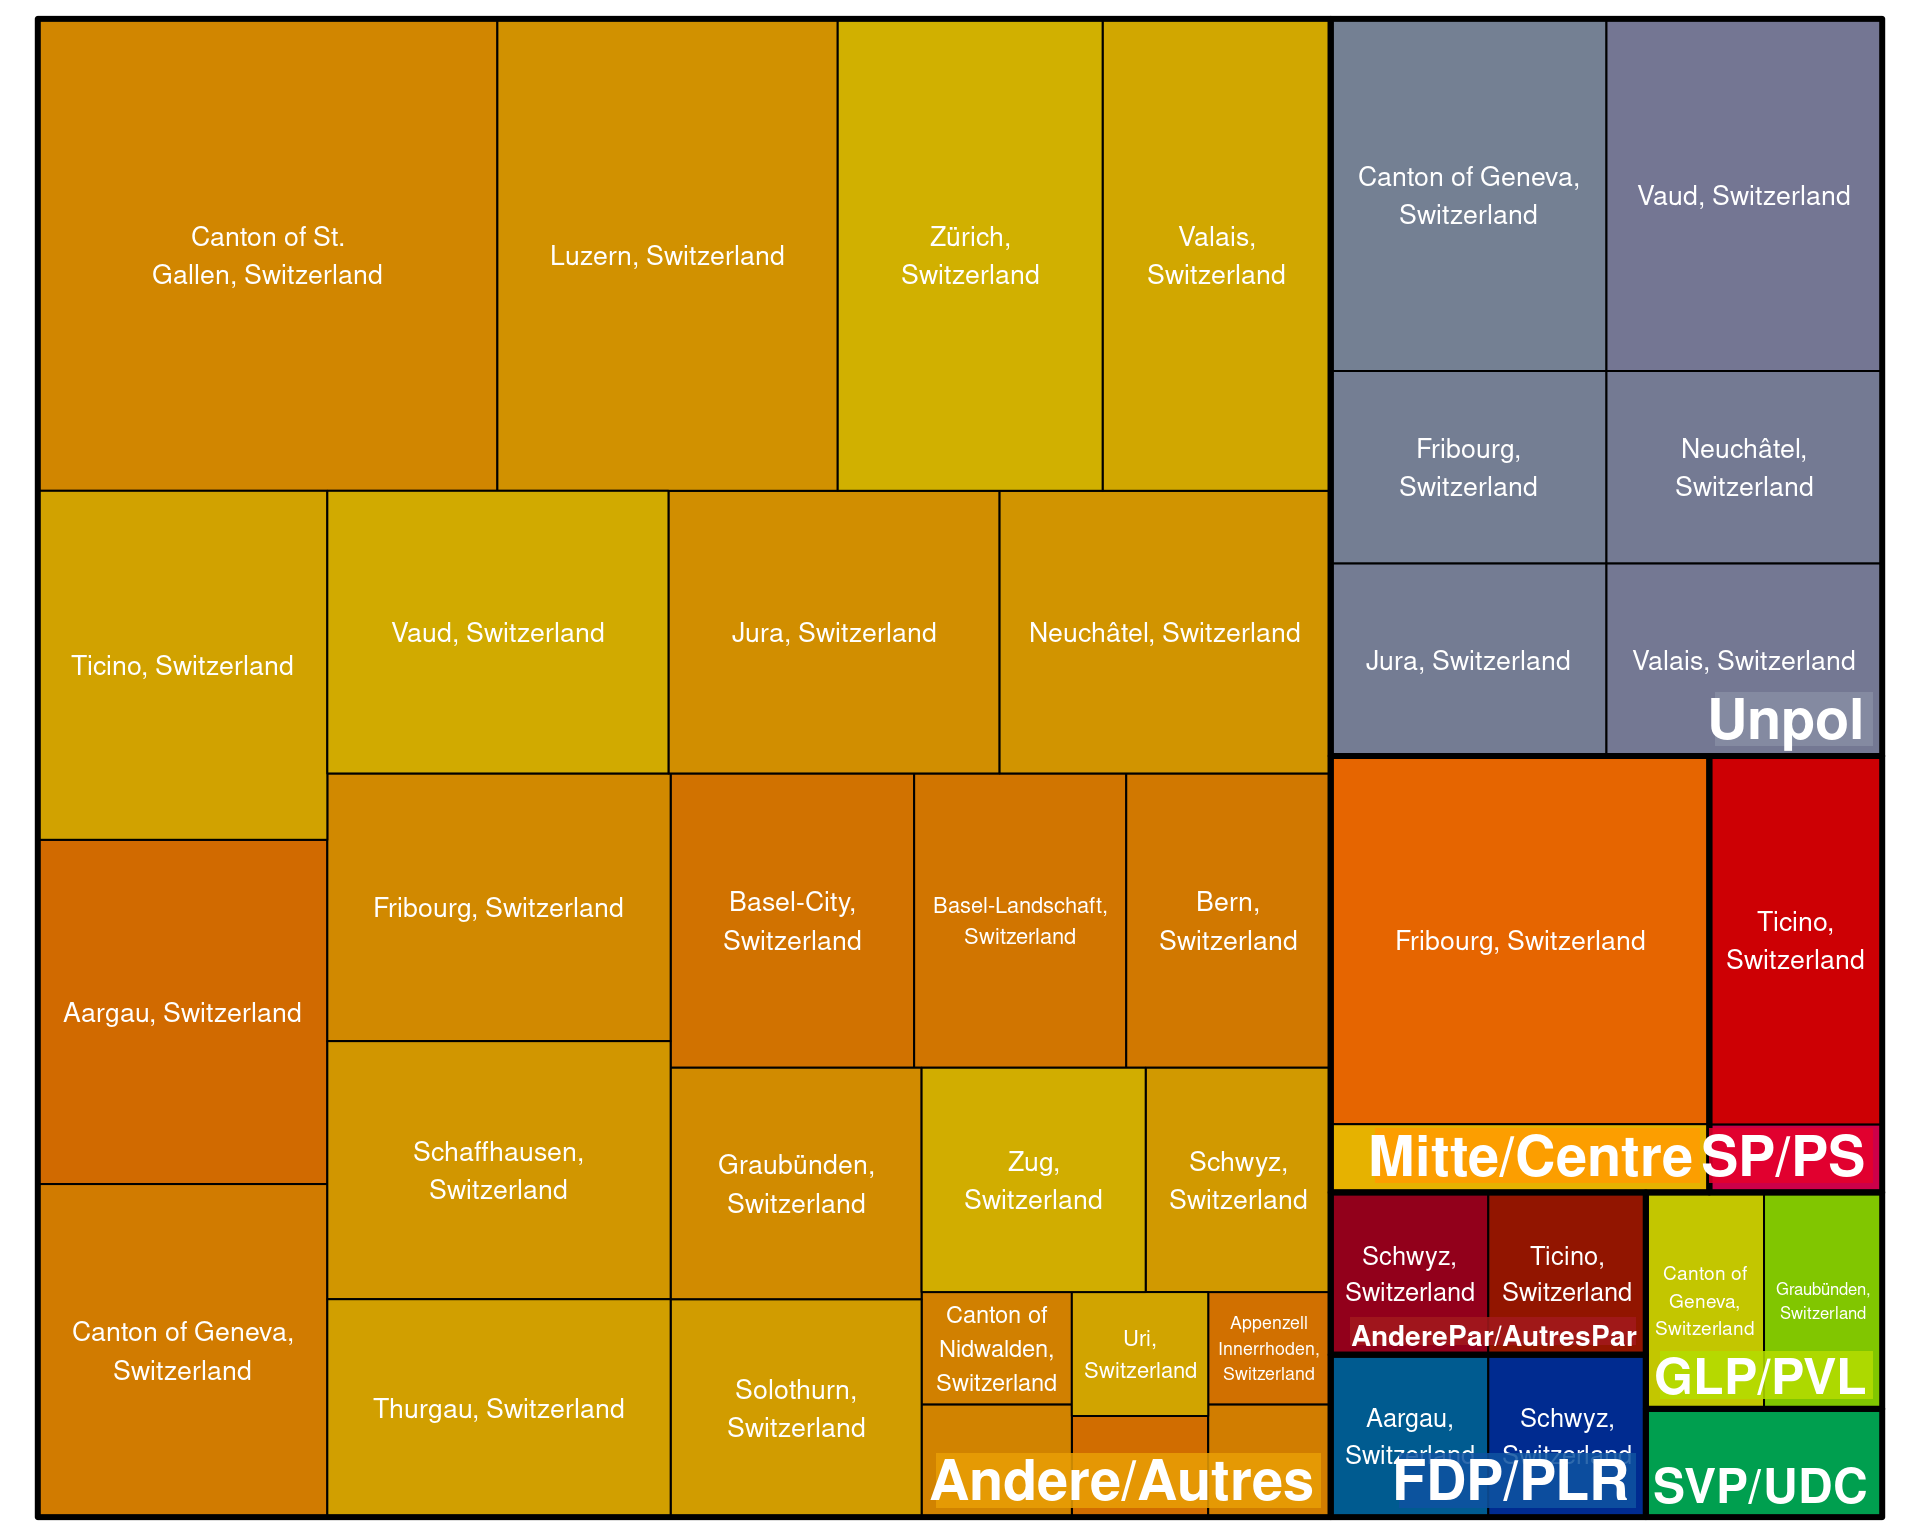 Canton of St.
Gallen, Switzerland
Luzern, Switzerland
Zürich,
Switzerland
Valais,
Switzerland
Ticino, Switzerland
Vaud, Switzerland
Jura, Switzerland
Neuchâtel, Switzerland
Aargau, Switzerland
Fribourg, Switzerland
Basel-City,
Switzerland
Basel-Landschaft,
Switzerland
Bern,
Switzerland
Canton of Geneva,
Switzerland
Schaffhausen,
Switzerland
Thurgau, Switzerland
Graubünden,
Switzerland
Zug,
Switzerland
Schwyz,
Switzerland
Solothurn,
Switzerland
Canton of
Nidwalden,
Switzerland
Uri,
Switzerland
Appenzell
Innerrhoden,
Switzerland
Andere/Autres
Canton of Geneva,
Switzerland
Vaud, Switzerland
Fribourg,
Switzerland
Neuchâtel,
Switzerland
Jura, Switzerland
Valais, Switzerland
Unpol
Fribourg, Switzerland
Mitte/Centre
Ticino,
Switzerland
SP/PS
Schwyz,
Switzerland
Ticino,
Switzerland
AnderePar/AutresPar
Canton of
Geneva,
Switzerland
Graubünden,
Switzerland
GLP/PVL
Aargau,
Switzerland
Schwyz,
Switzerland
FDP/PLR
SVP/UDC